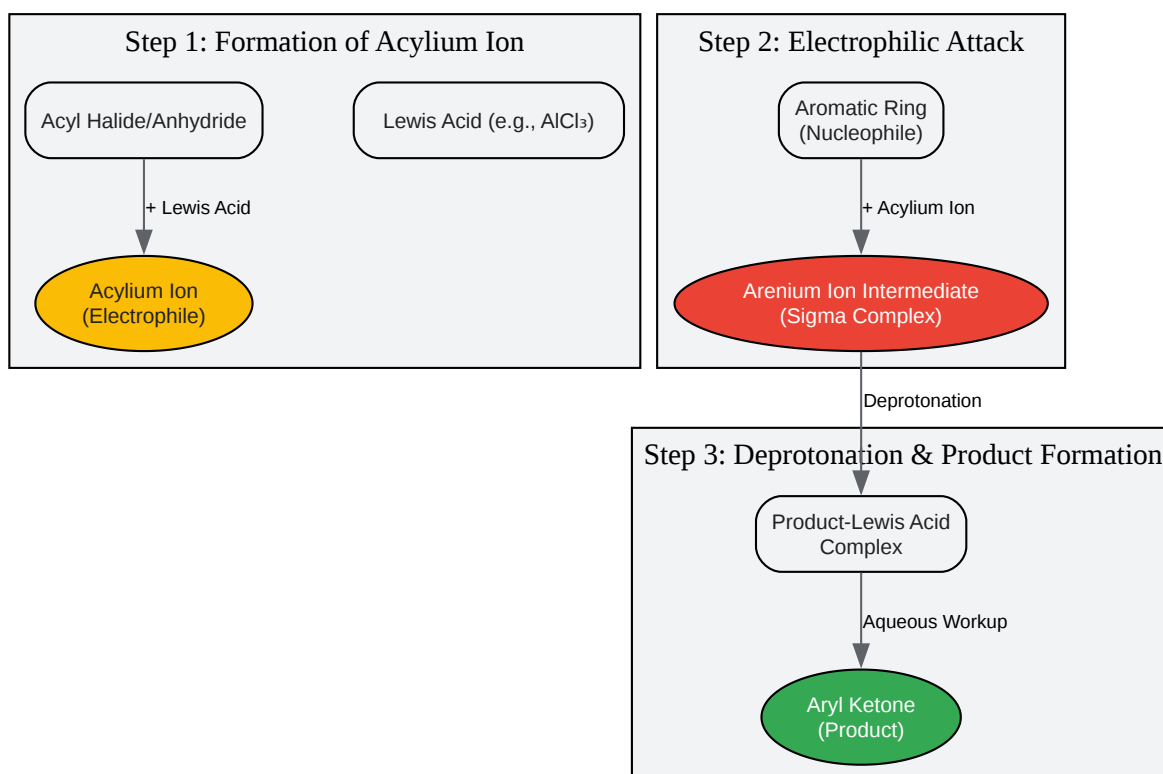 Step 1: Formation of Acylium Ion
Acyl Halide/Anhydride
Lewis Acid (e.g., AlCl₃)
+ Lewis Acid
Acylium Ion
(Electrophile)
Step 2: Electrophilic Attack
Aromatic Ring
(Nucleophile)
+ Acylium Ion
Arenium Ion Intermediate
(Sigma Complex)
Deprotonation
Step 3: Deprotonation & Product Formation
Product-Lewis Acid
Complex
Aqueous Workup
Aryl Ketone
(Product)